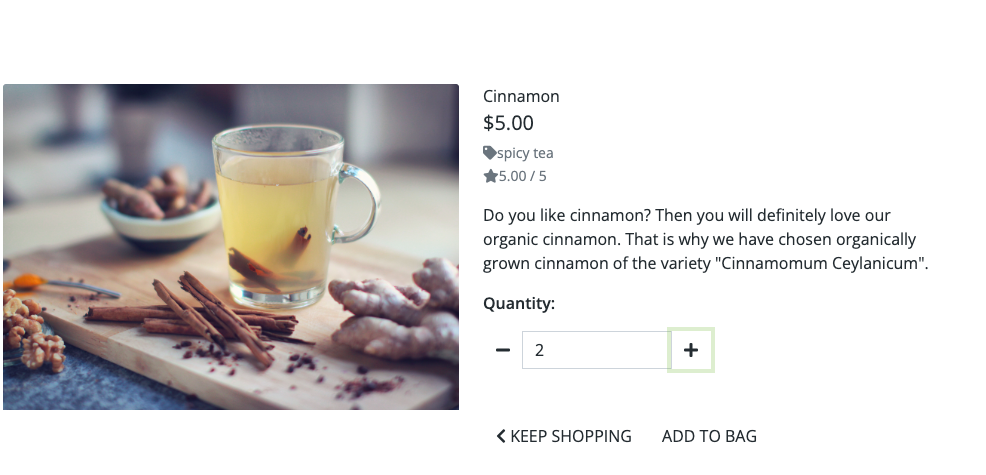 Cinnamon
$5.00
spicy tea
5.00 / 5
Do you like cinnamon? Then you will definitely love our
organic cinnamon. That is why we have chosen organically
grown cinnamon of the variety "Cinnamomum Ceylanicum".
Quantity:
2
KEEP SHOPPING ADD TO BAG